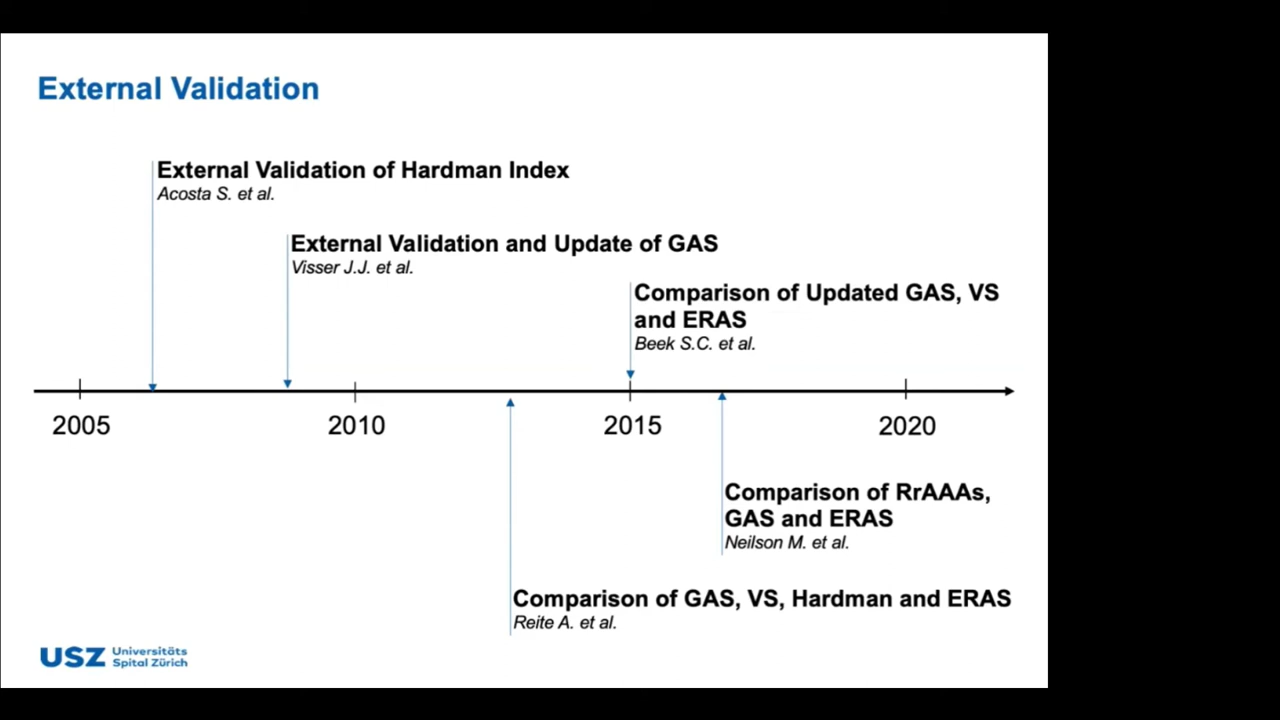 External Validation
External Validation of Hardman Index
Acosta S. et al.
External Validation and Update of GAS
Visser J.J. et al.
Comparison of Updated GAS, VS
and ERAS
Beek S.C. et al.
2005
2010
2015
2020
Comparison of RrAAAs,
GAS and ERAS
Neilson M. et al.
Comparison of GAS, VS, Hardman and ERAS
Reite A. et al.
USZ Universitäts
Spital Zürich